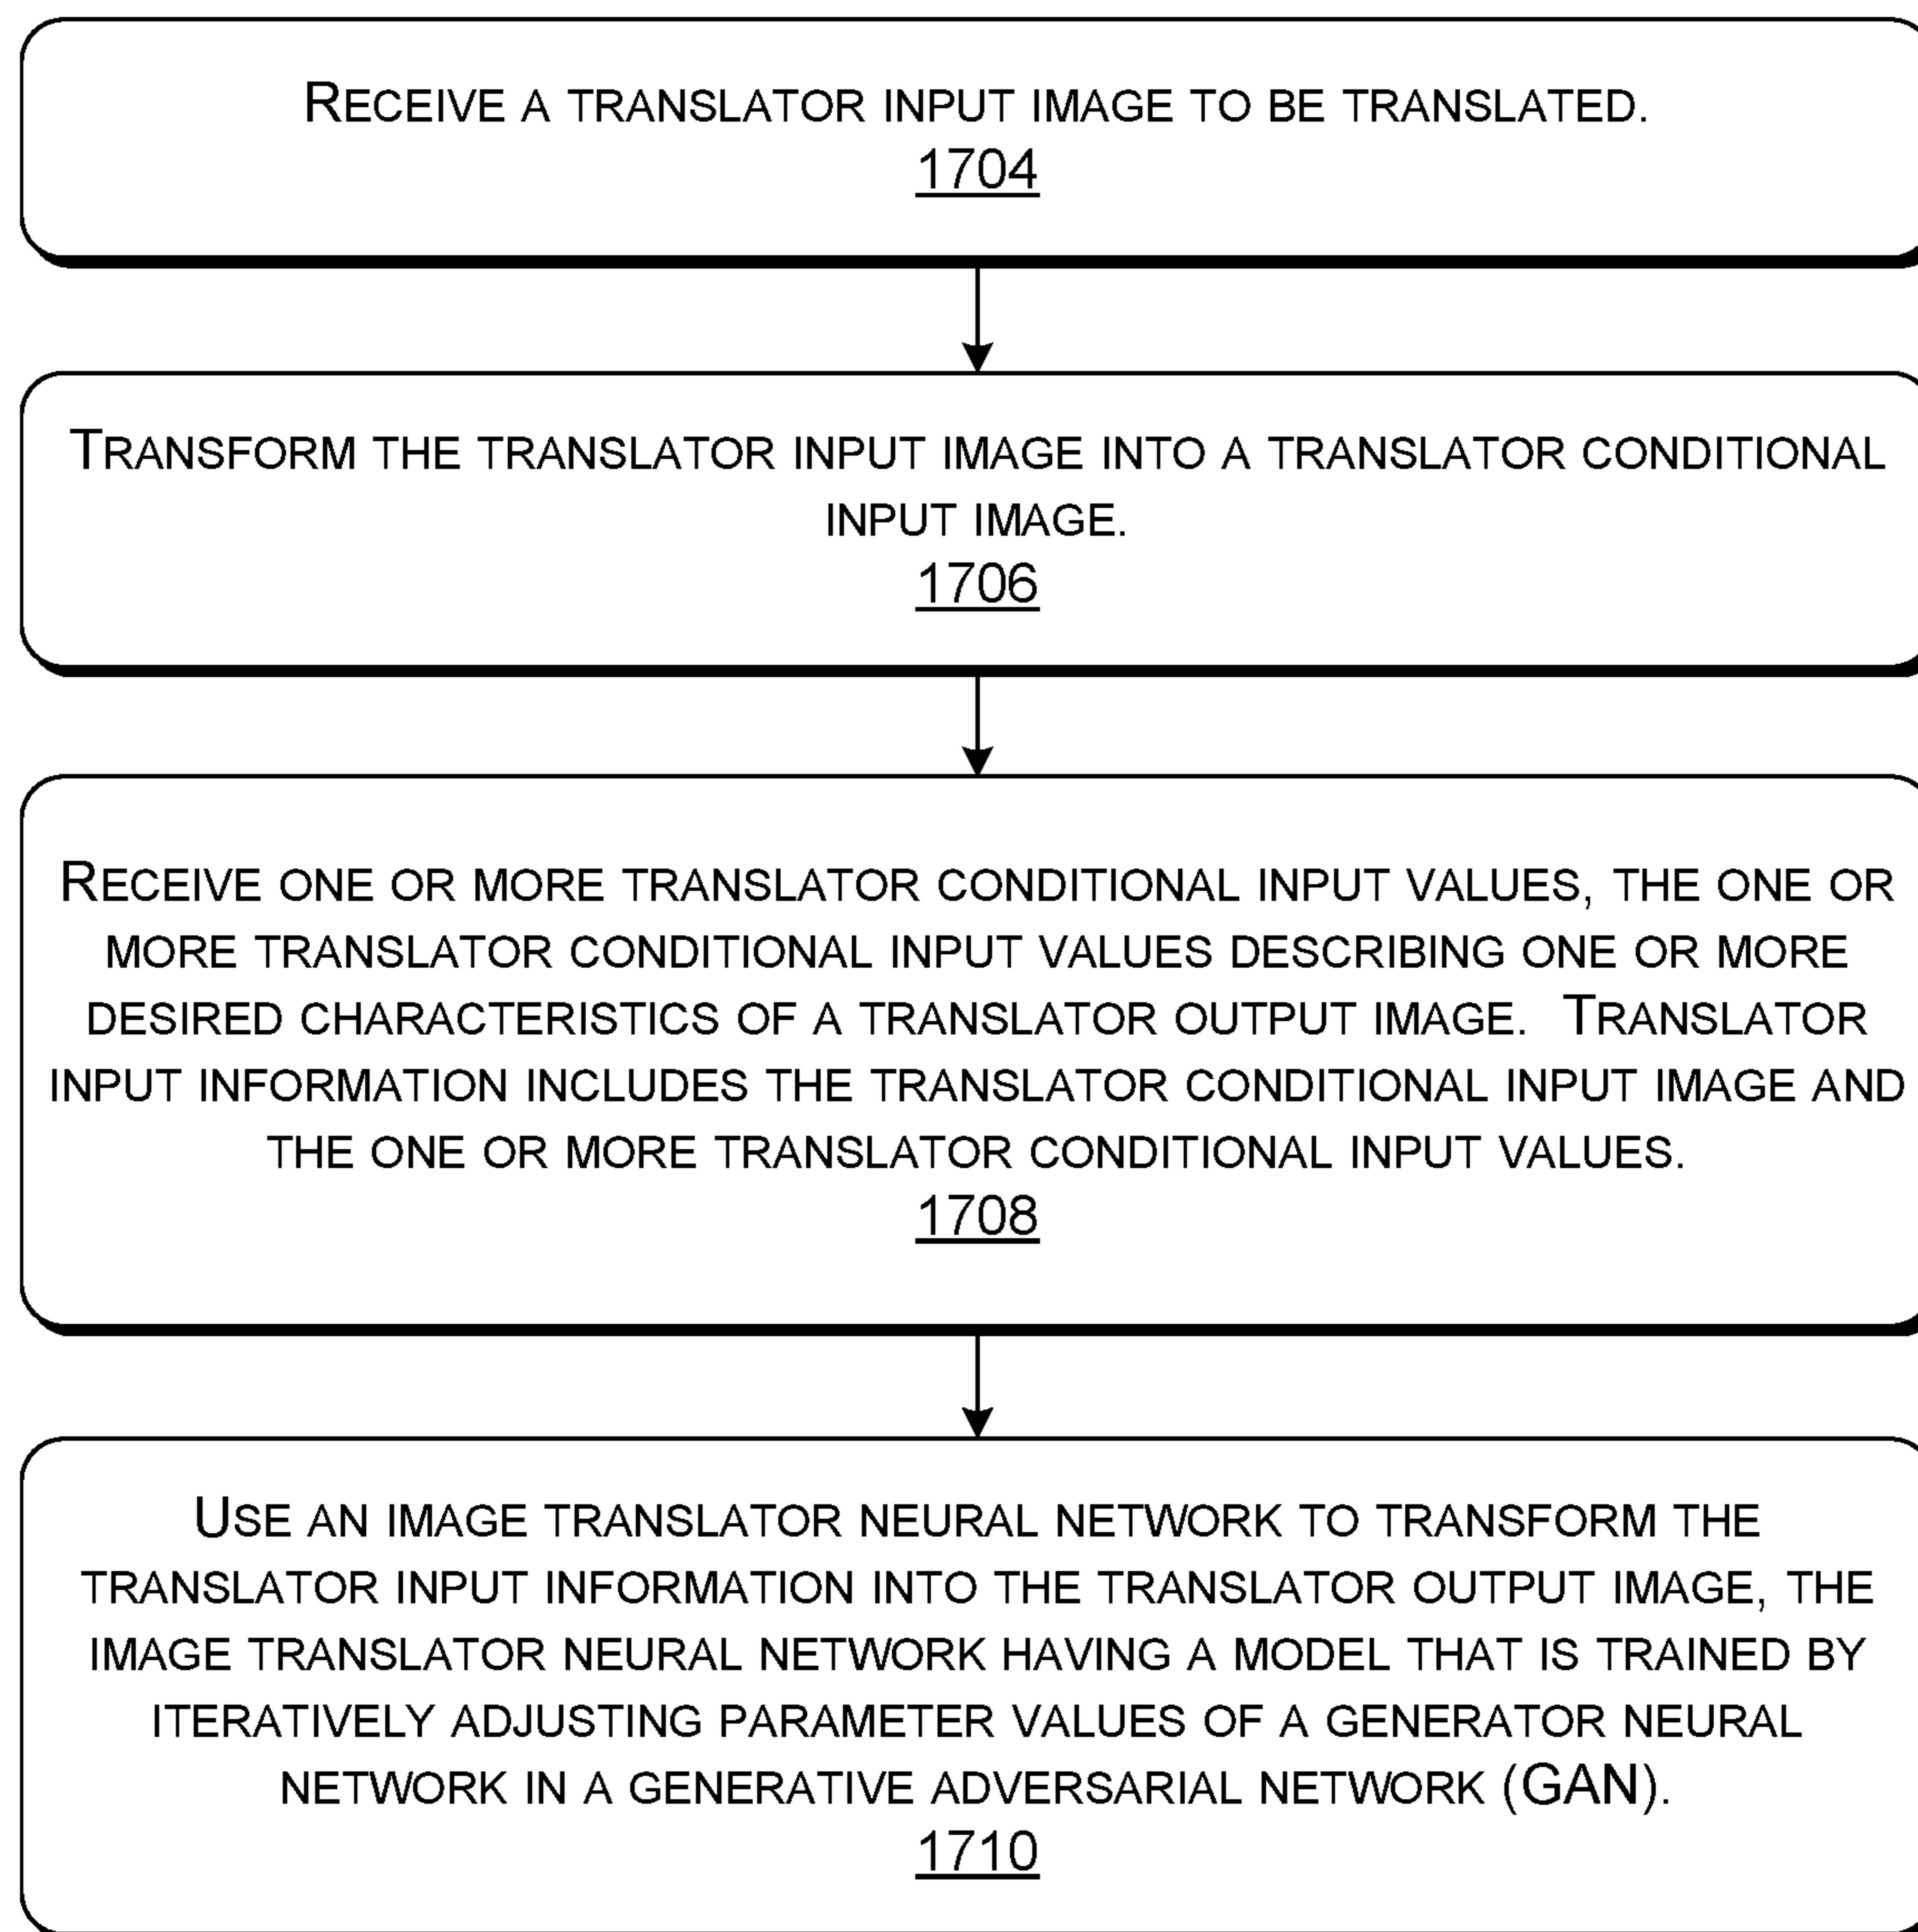 RECEIVE A TRANSLATOR INPUT IMAGE TO BE TRANSLATED.
1704
TRANSFORM THE TRANSLATOR INPUT IMAGE INTO A TRANSLATOR CONDITIONAL
INPUT IMAGE.
1706
RECEIVE ONE OR MORE TRANSLATOR CONDITIONAL INPUT VALUES, THE ONE OR
MORE TRANSLATOR CONDITIONAL INPUT VALUES DESCRIBING ONE OR MORE
DESIRED CHARACTERISTICS OF A TRANSLATOR OUTPUT IMAGE. TRANSLATOR
INPUT INFORMATION INCLUDES THE TRANSLATOR CONDITIONAL INPUT IMAGE AND
THE ONE OR MORE TRANSLATOR CONDITIONAL INPUT VALUES.
1708
USE AN IMAGE TRANSLATOR NEURAL NETWORK TO TRANSFORM THE
TRANSLATOR INPUT INFORMATION INTO THE TRANSLATOR OUTPUT IMAGE, THE
IMAGE TRANSLATOR NEURAL NETWORK HAVING A MODEL THAT IS TRAINED BY
ITERATIVELY ADJUSTING PARAMETER VALUES OF A GENERATOR NEURAL
NETWORK IN A GENERATIVE ADVERSARIAL NETWORK (GAN).
1710